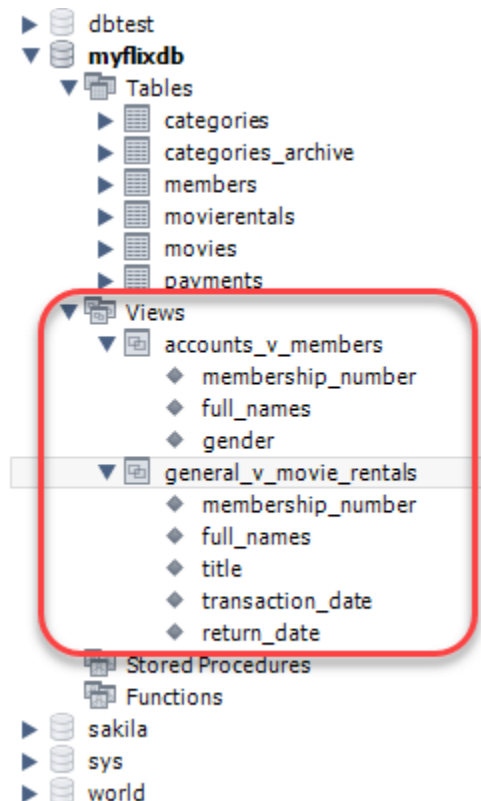 dbtest
myflixdb
Tables
categories
categories_archive
members
movierentals
movies
payments
Views
accounts_v_members
membership_number
full_names
gender
general_v_movie_rentals
membership_number
full_names
title
transaction_date
return_date
Stored Procedures
Functions
sakila
sys
world